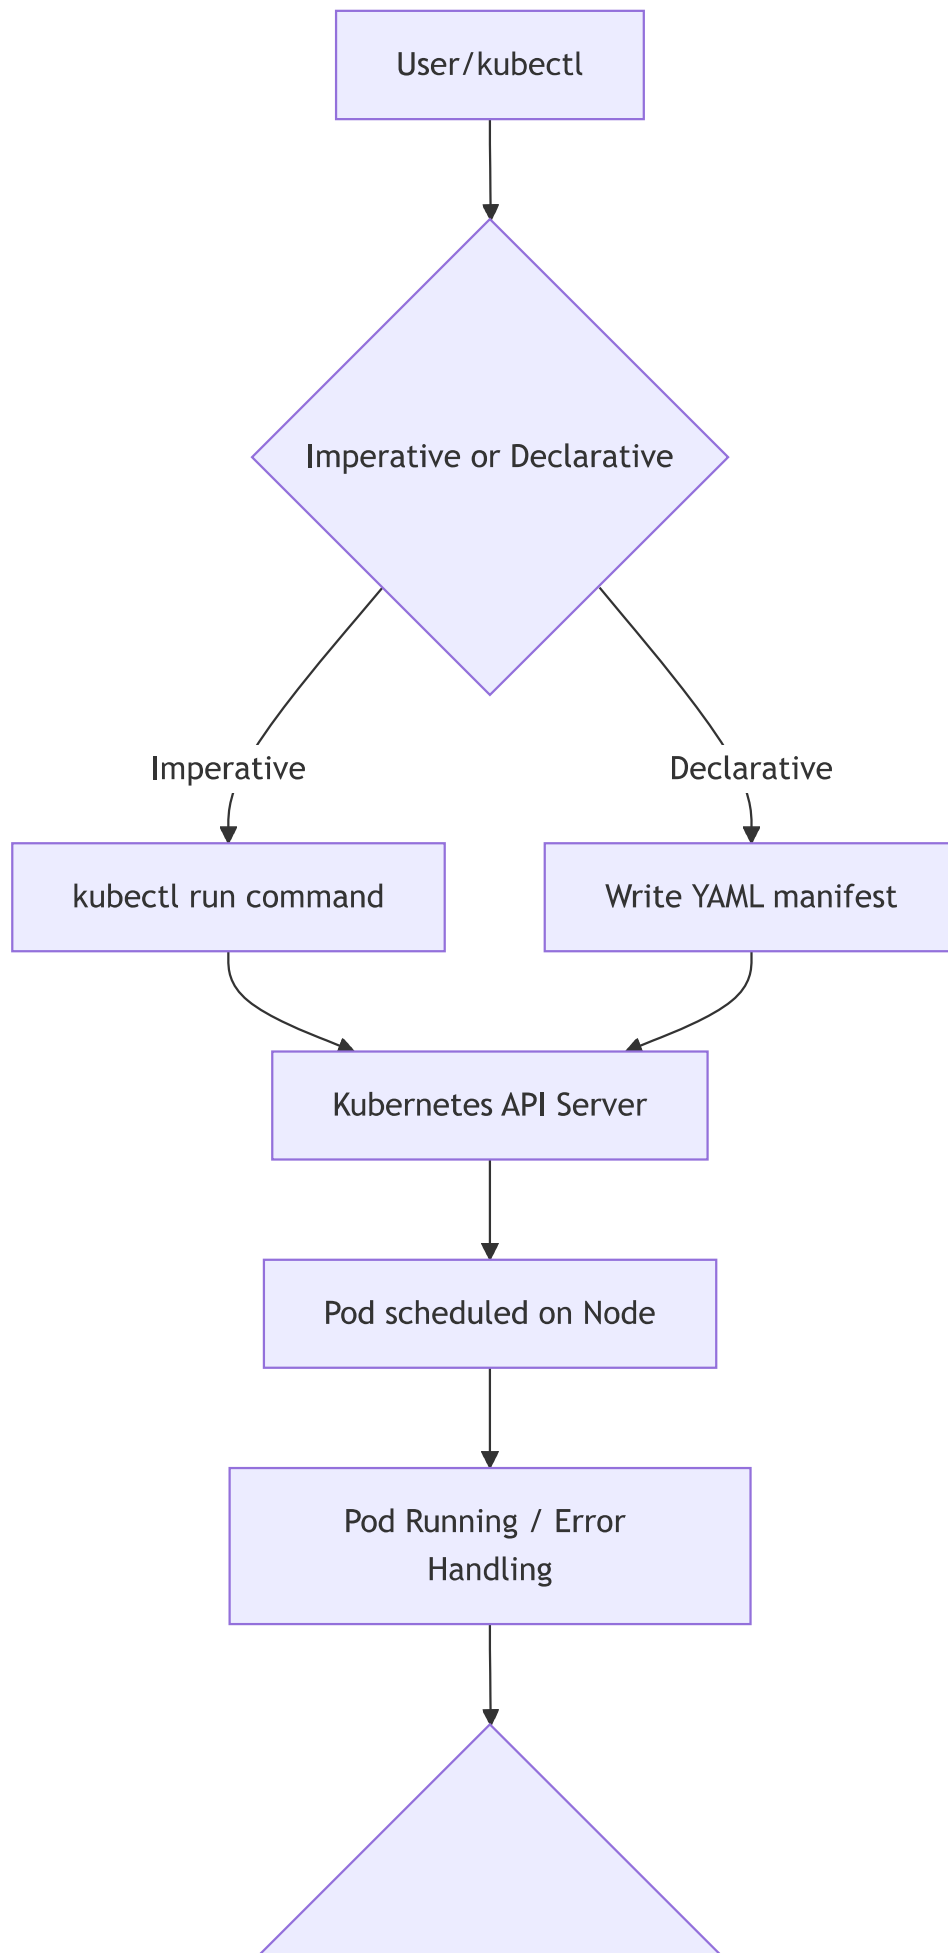 User/kubectl
Imperative or Declarative
Imperative
Declarative
kubectl run command
Write YAML manifest
Kubernetes API Server
Pod scheduled on Node
Pod Running / Error
Handling